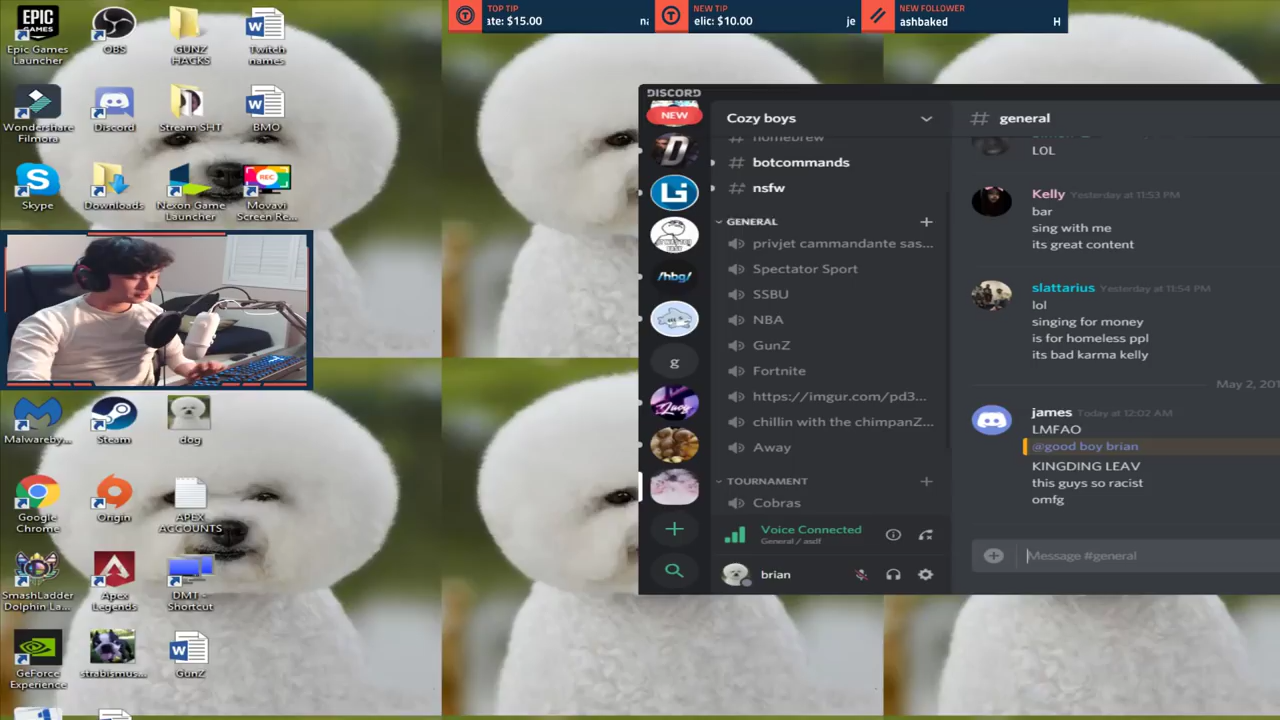 TOP TIP
ate: $15.00
NEW TIP
elic: $10.00
je
NEW FOLLOWER
ashbaked
H
EPIC
GAMES
Epic Games
Launcher
OBS
GUNZ
HACKS
Twitch
names
Wondershare
Filmora
Discord
Stream SHT
BMO
Skype
Downloads
Nexon Game
Launcher
REC
Movavi
Screen Re...
Malwareby...
Steam
dog
Google
Chrome
Origin
APEX
ACCOUNTS
SmashLadder
Dolphin La...
Apex
Legends
DMT -
Shortcut
GeForce
Experience
strabismus...
GunZ
DISCORD
NEW
/hbg/
g
Cozy boys
homebrew
botcommands
nsfw
GENERAL
privjet cammandante sas...
Spectator Sport
SSBU
NBA
GunZ
Fortnite
https://imgur.com/pd3...
chillin with the chimpanZ...
Away
TOURNAMENT
Cobras
Voice Connected
General / asdf
brian
# general
LOL
Kelly Yesterday at 11:53 PM
bar
sing with me
its great content
slattarius Yesterday at 11:54 PM
lol
singing for money
is for homeless ppl
its bad karma kelly
May 2, 201
james Today at 12:02 AM
LMFAO
@good boy brian
KINGDING LEAV
this guy so racist
omfg
Message #general